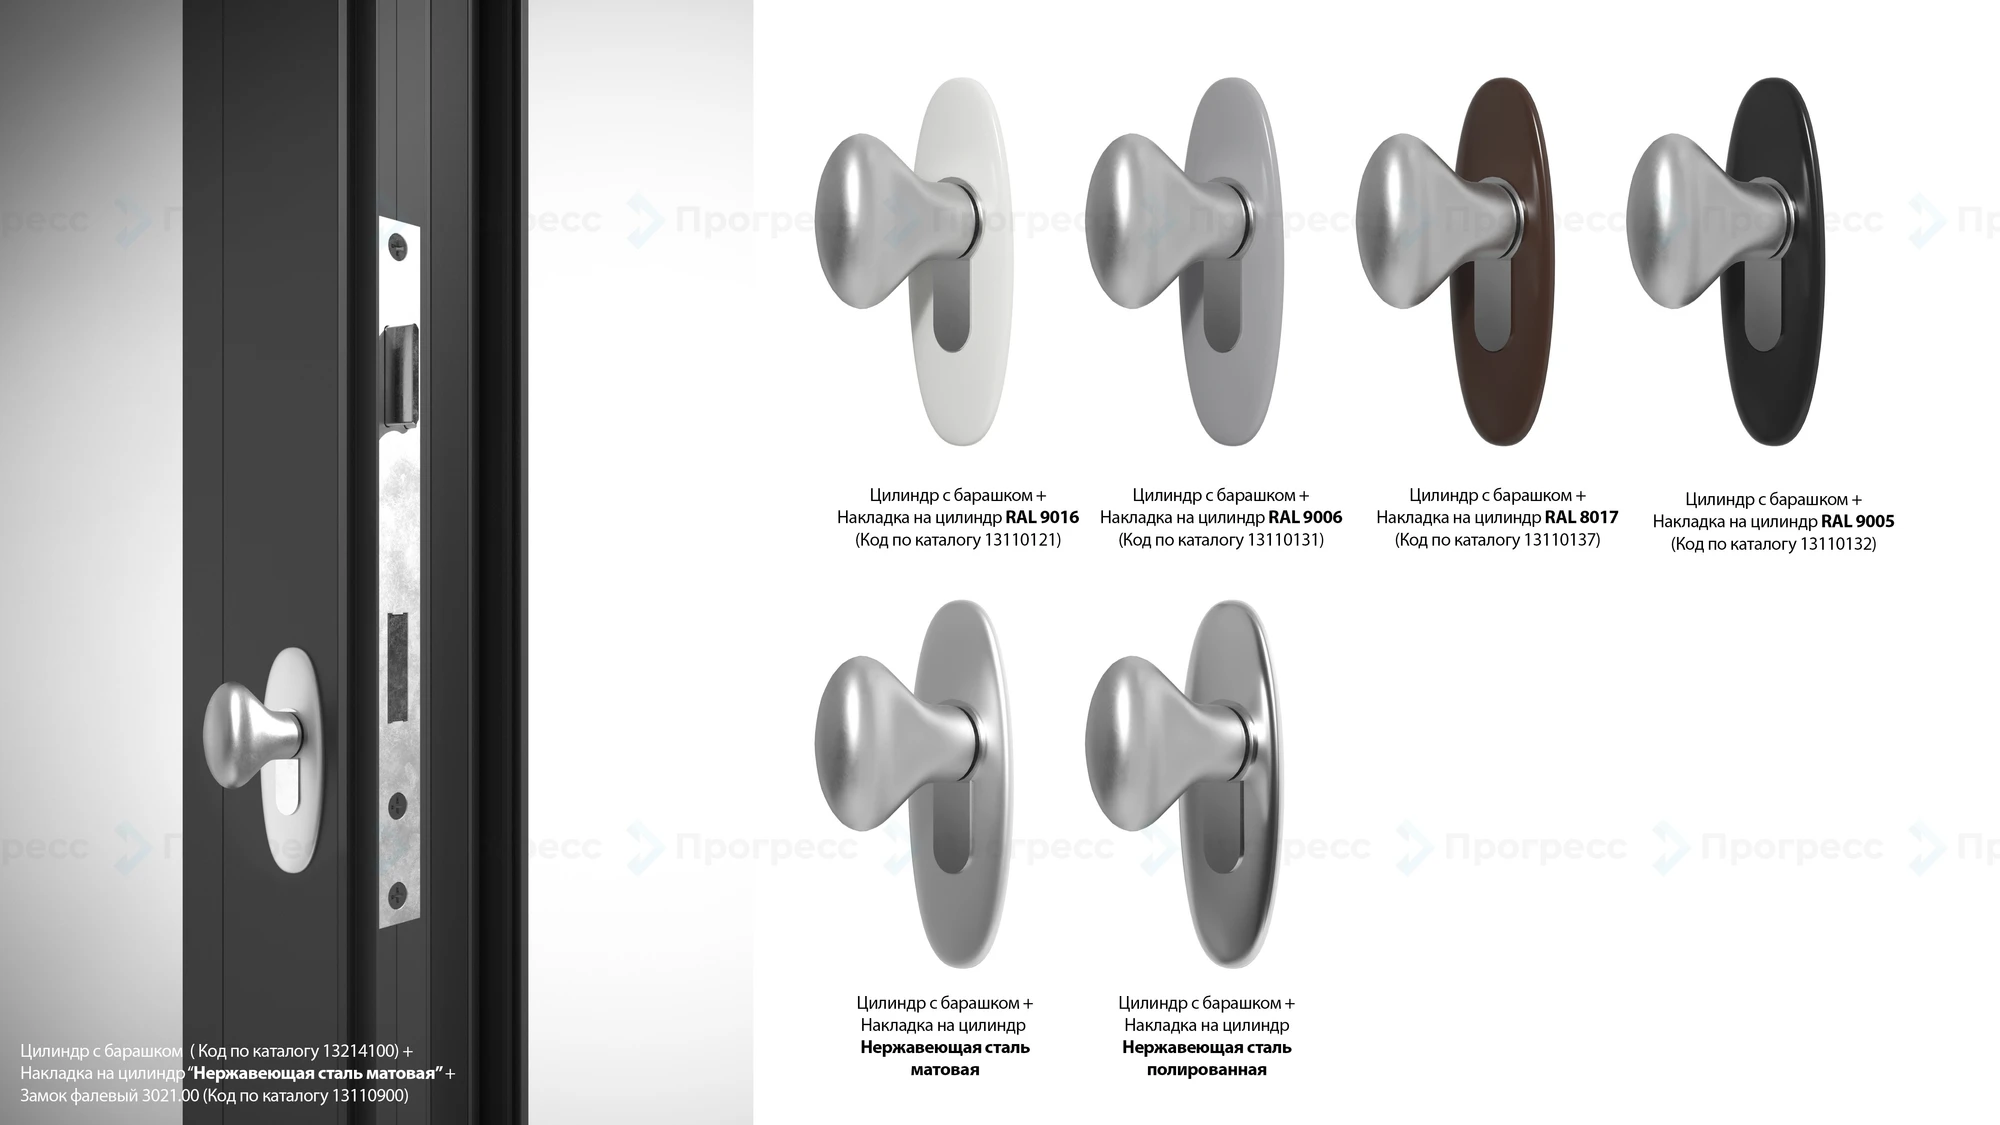 Прогресс
Цилиндр с барашком +
Накладка на цилиндр RAL 9016
(Код по каталогу 13110121)
Цилиндр с барашком +
Накладка на цилиндр RAL 9006
(Код по каталогу 13110131)
Цилиндр с барашком +
Накладка на цилиндр RAL 8017
(Код по каталогу 13110137)
Цилиндр с барашком +
Накладка на цилиндр RAL 9005
(Код по каталогу 13110132)
Прогресс
Цилиндр с барашком +
Накладка на цилиндр
Нержавеющая сталь
матовая
Цилиндр с барашком +
Накладка на цилиндр
Нержавеющая сталь
полированная
Цилиндр с барашком ( Код по каталогу 13214100) +
Накладка на цилиндр “Нержавеющая сталь матовая” +
Замок фалевый 3021.00 (Код по каталогу 13110900)